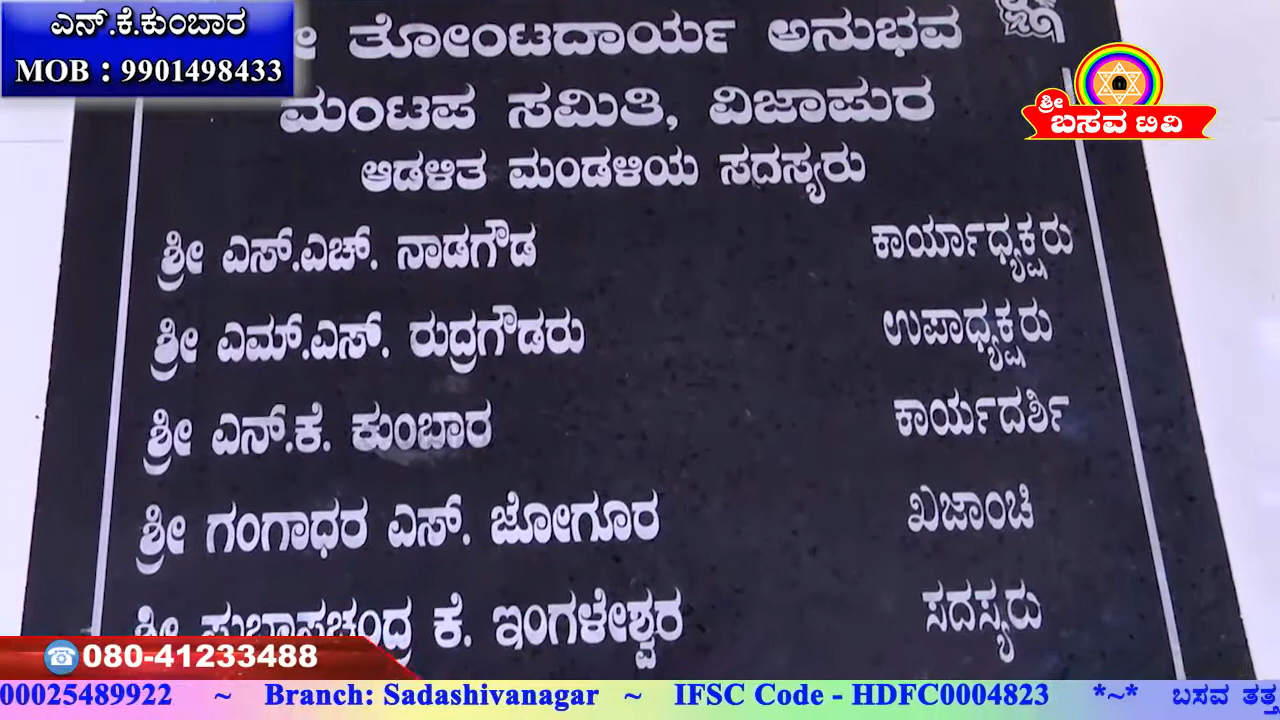 ಎನ್.ಕೆ.ಕುಂಬಾರ
MOB : 9901498433
ತೋಂಟದಾರ್ಯ ಅನುಭವ
ಮಂಟಪ ಸಮಿತಿ, ವಿಜಾಪುರ
ಆಡಳಿತ ಮಂಡಳಿಯ ಸದಸ್ಯರು
ಶ್ರೀ ಬಸವ ಟಿವಿ
ಶ್ರೀ ಎಸ್.ಎಚ್. ನಾಡಗೌಡ ಕಾರ್ಯಾಧ್ಯಕ್ಷರು
ಶ್ರೀ ಎಮ್.ಎಸ್. ರುದ್ರಗೌಡರು ಉಪಾಧ್ಯಕ್ಷರು
ಶ್ರೀ ಎನ್.ಕೆ. ಕುಂಬಾರ ಕಾರ್ಯದರ್ಶಿ
ಶ್ರೀ ಗಂಗಾಧರ ಎಸ್. ಜೋಗೂರ ಖಜಾಂಚಿ
ಶ್ರೀ ಸುಭಾಸಚಂದ್ರ ಕೆ. ಇಂಗಳೇಶ್ವರ ಸದಸ್ಯರು
080-41233488
00025489922 ~ Branch: Sadashivanagar ~ IFSC Code - HDFC0004823 *~* ಬಸವ ತತ್ತ